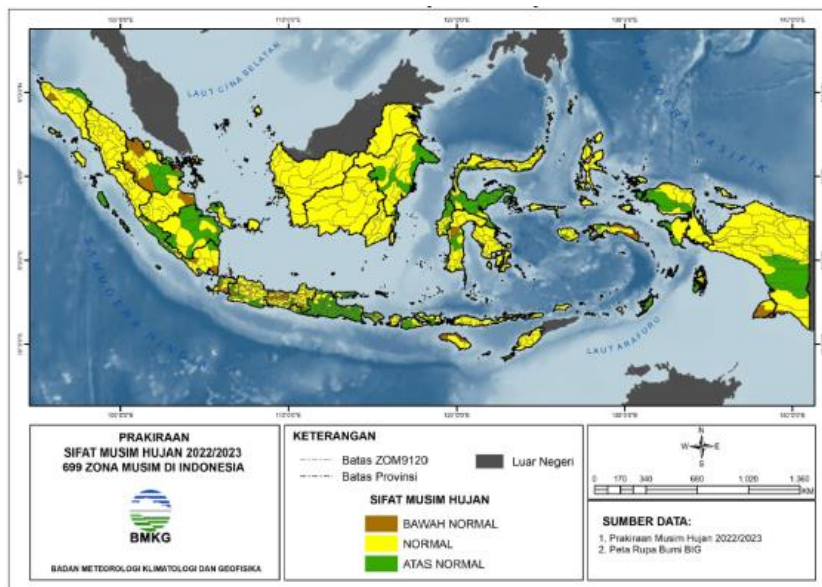 LAUT CINA SELATAN
SAMUDERA PASIFIK
LAUT ARAFURU
PRAKIRAAN
SIFAT MUSIM HUJAN 2022/2023
699 ZONA MUSIM DI INDONESIA
BMKG
BADAN METEOROLOGI KLIMATOLOGI DAN GEOFISIKA
KETERANGAN
Batas ZOM9120
Batas Provinsi
Luar Negeri
SIFAT MUSIM HUJAN
BAWAH NORMAL
NORMAL
ATAS NORMAL
N
W E
S
0 170 340 680 1.020 1.360
KM
SUMBER DATA:
1. Prakiraan Musim Hujan 2022/2023
2. Peta Rupa Bumi BIG